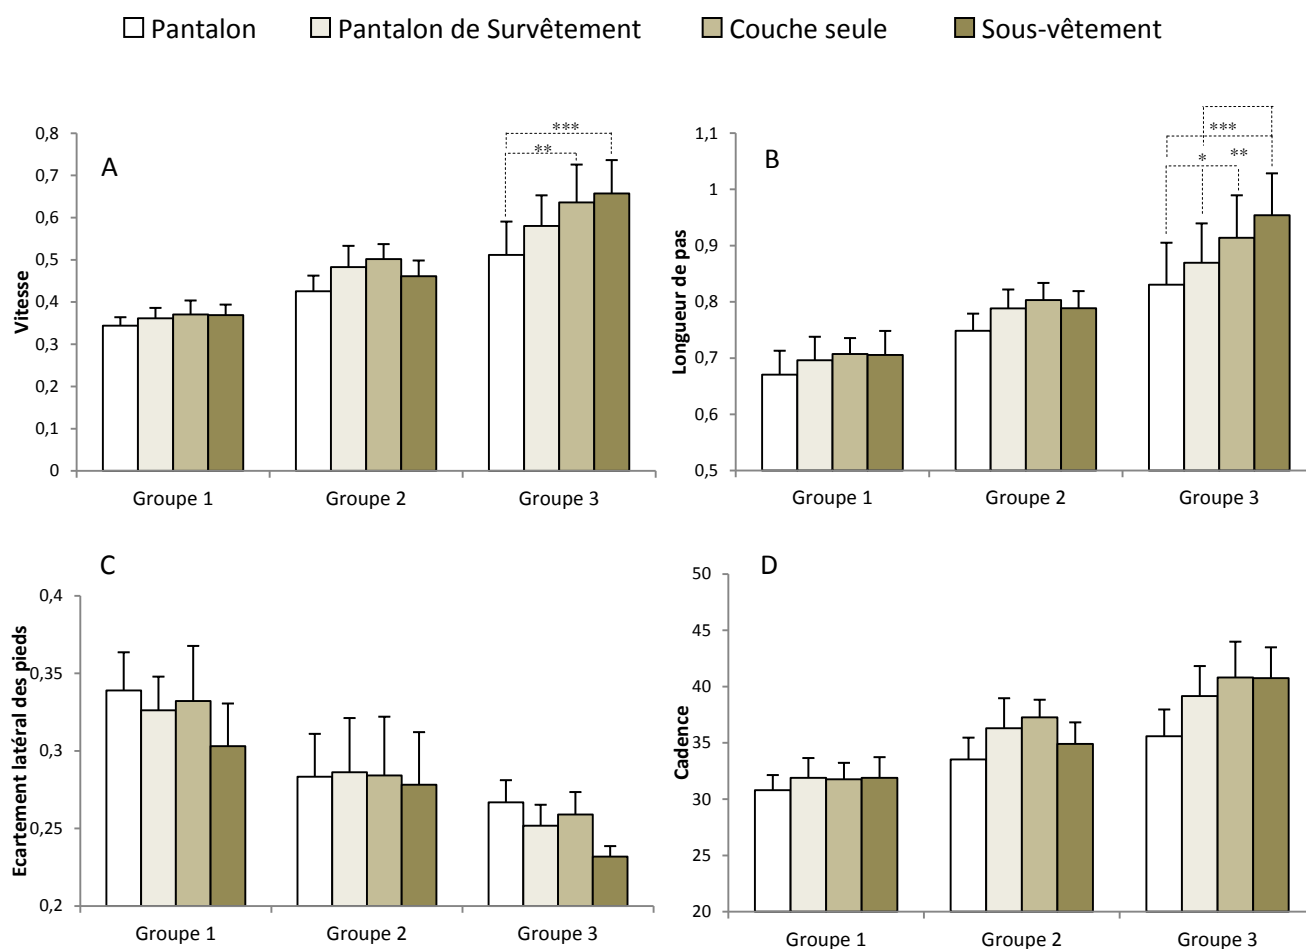 Pantalon Pantalon de Survêtement Couche seule Sous-vêtement
A
Vitesse
0,8
0,7
0,6
0,5
0,4
0,3
0,2
0,1
0
***
**
Groupe 1 Groupe 2 Groupe 3
B
Longueur de pas
1,1
1
0,9
0,8
0,7
0,6
0,5
***
* **
Groupe 1 Groupe 2 Groupe 3
C
Ecartement latéral des pieds
0,4
0,35
0,3
0,25
0,2
Groupe 1 Groupe 2 Groupe 3
D
Cadence
50
45
40
35
30
25
20
Groupe 1 Groupe 2 Groupe 3